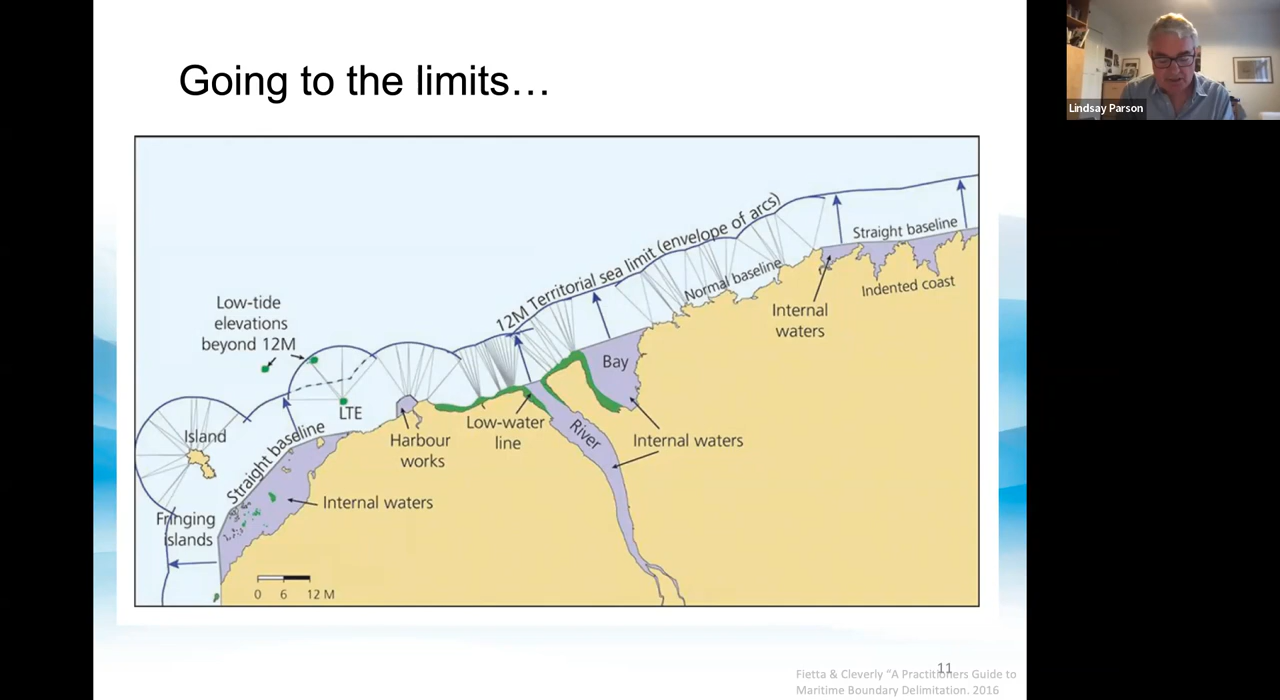 Going to the limits…
Lindsay Parson
12M Territorial sea limit (envelope of arcs)
Straight baseline
Normal baseline
Indented coast
Internal
waters
Low-tide
elevations
beyond 12M
Bay
LTE
Island
Straight baseline
Harbour
works
Low-water
line
River
Internal waters
Internal waters
Fringing
islands
0 6 12 M
11
Fietta & Cleverly “A Practitioners Guide to
Maritime Boundary Delimitation. 2016